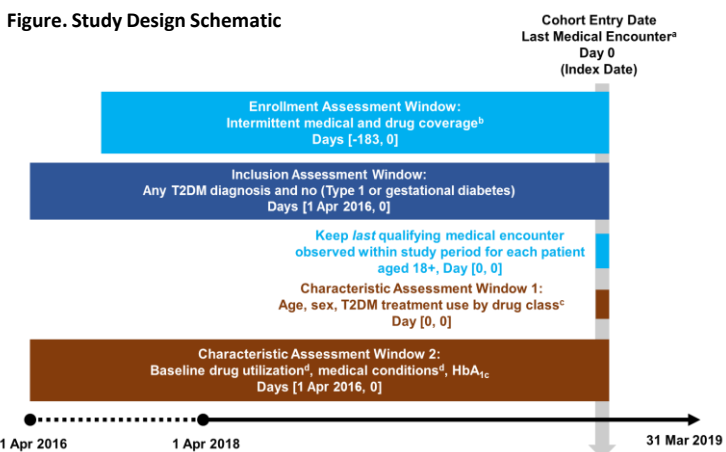 Figure. Study Design Schematic
Cohort Entry Date
Last Medical Encounterᵃ
Day 0
(Index Date)
Enrollment Assessment Window:
Intermittent medical and drug coverageᵇ
Days [-183, 0]
Inclusion Assessment Window:
Any T2DM diagnosis and no (Type 1 or gestational diabetes)
Days [1 Apr 2016, 0]
Keep last qualifying medical encounter
observed within study period for each patient
aged 18+, Day [0, 0]
Characteristic Assessment Window 1:
Age, sex, T2DM treatment use by drug classᶜ
Day [0, 0]
Characteristic Assessment Window 2:
Baseline drug utilizationᵈ, medical conditionsᵈ, HbA₁c
Days [1 Apr 2016, 0]
1 Apr 2016
1 Apr 2018
31 Mar 2019